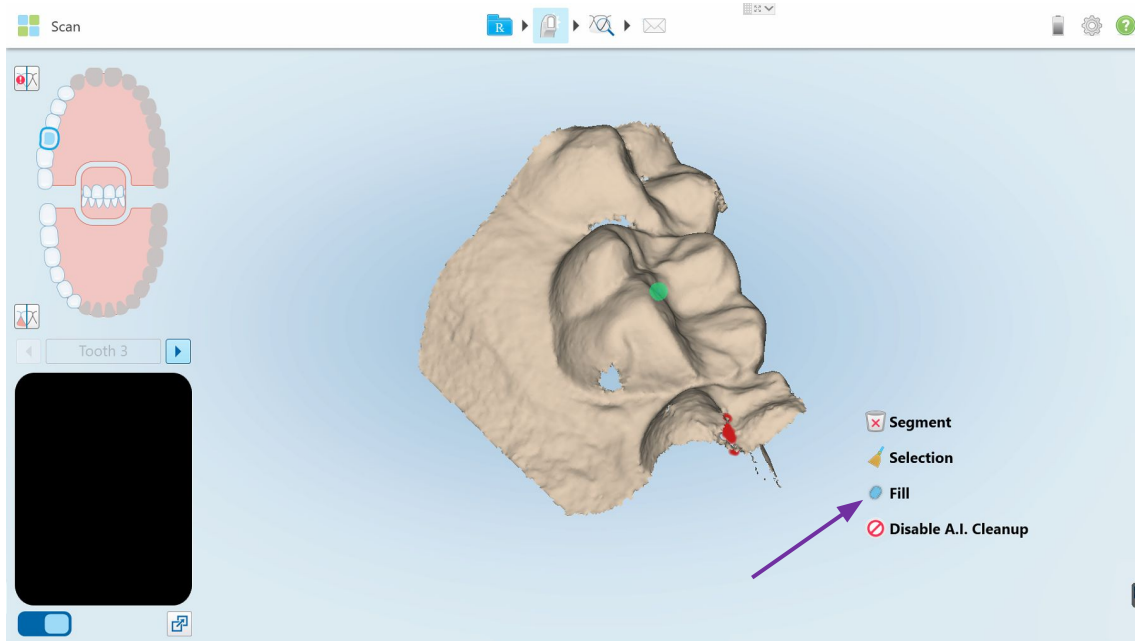 Scan
R
?
Tooth 3
Segment
Selection
Fill
Disable A.I. Cleanup